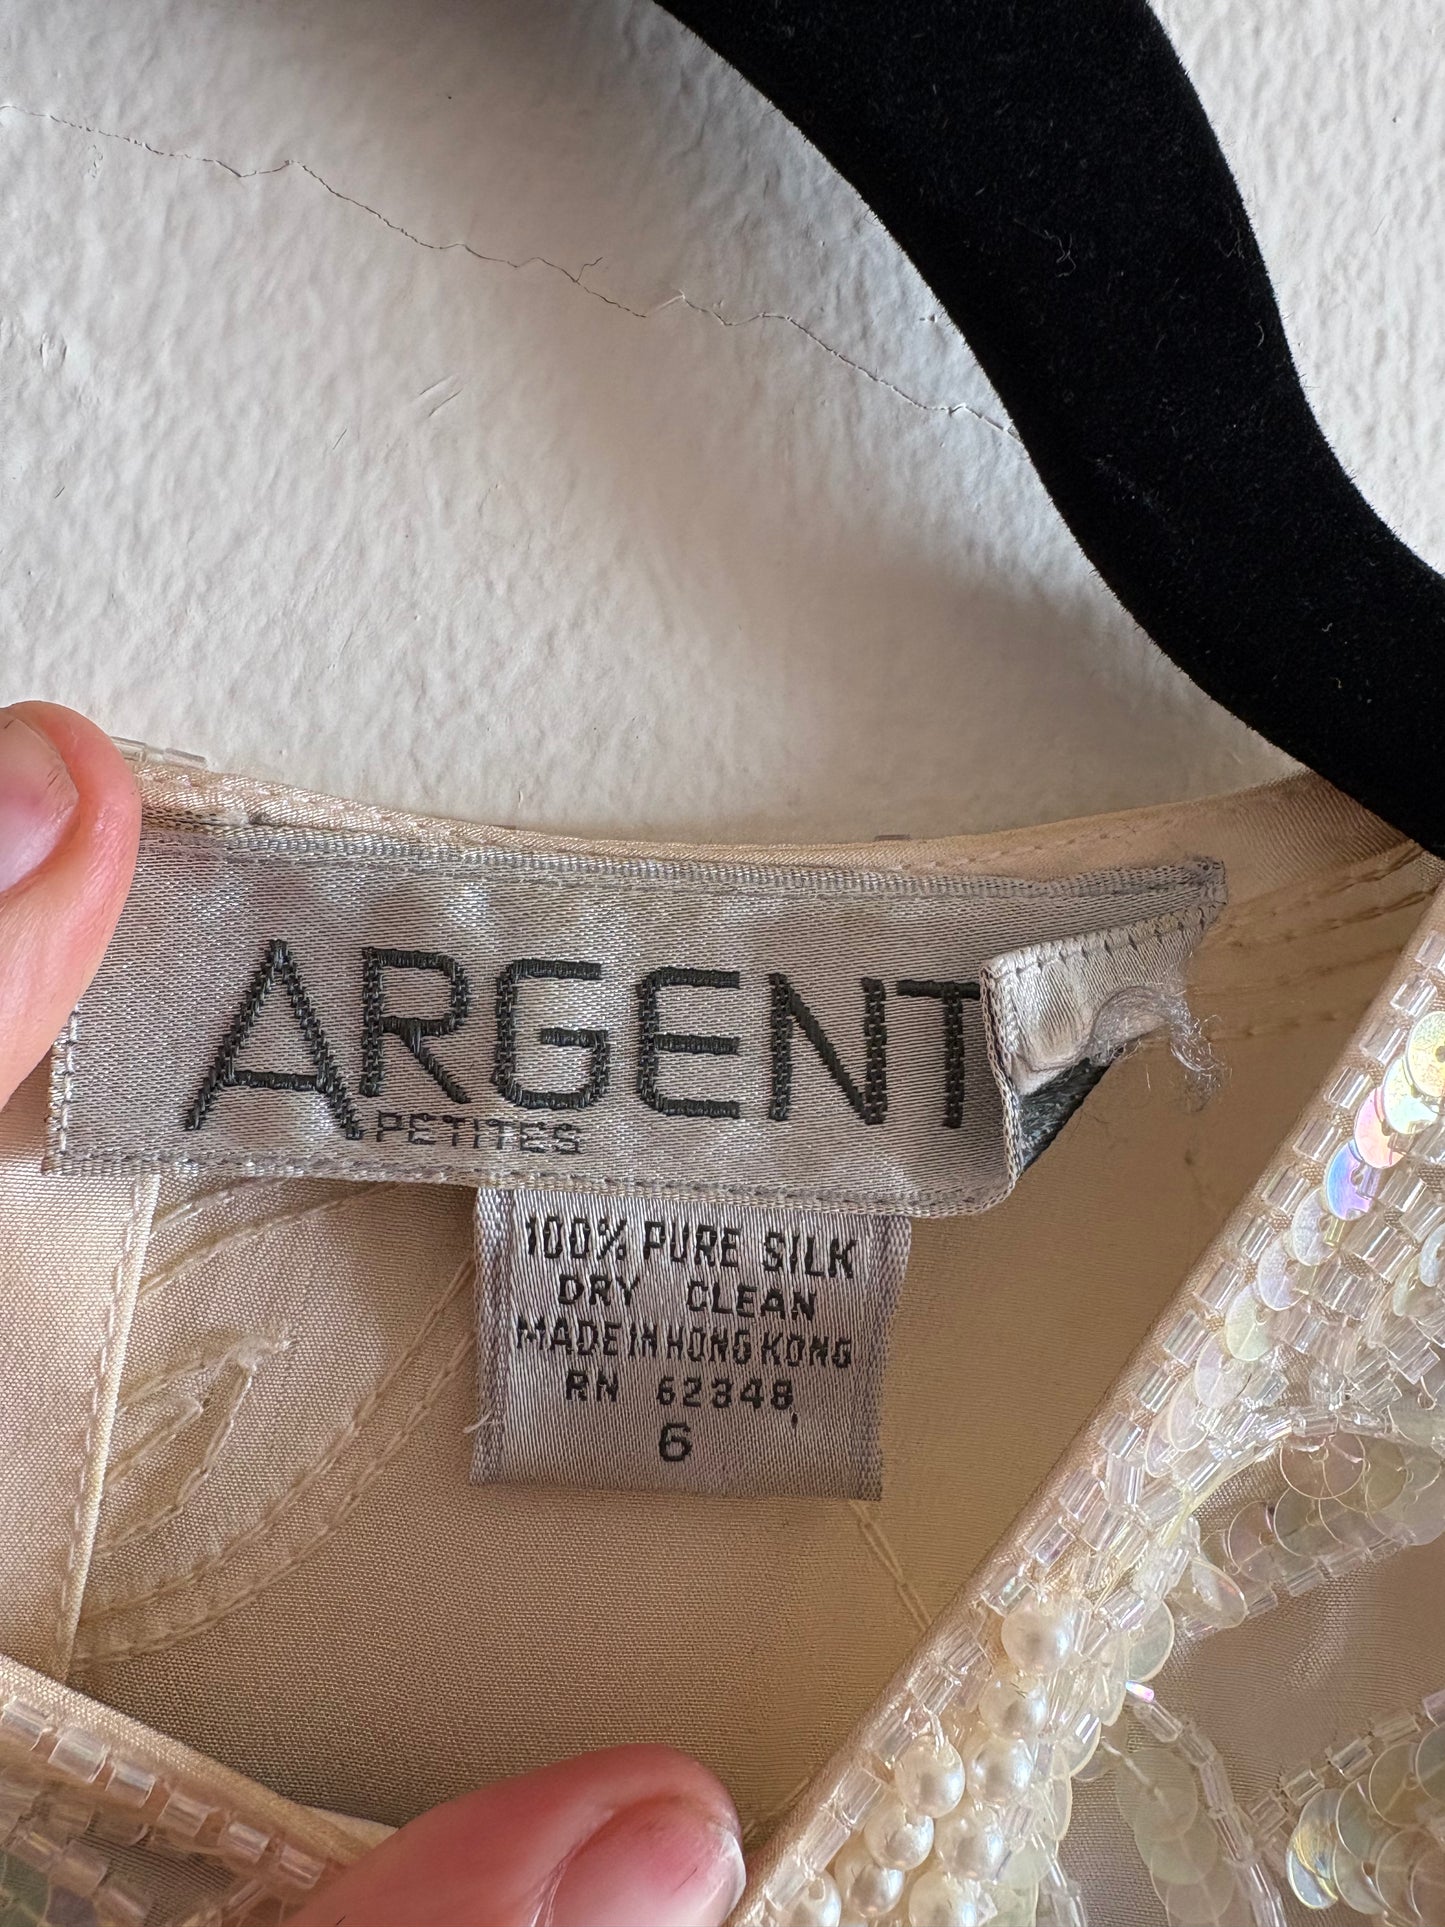 ARGENT
PETITES
100% PURE SILK
DRY CLEAN
MADE IN HONG KONG
RN 62348,
6